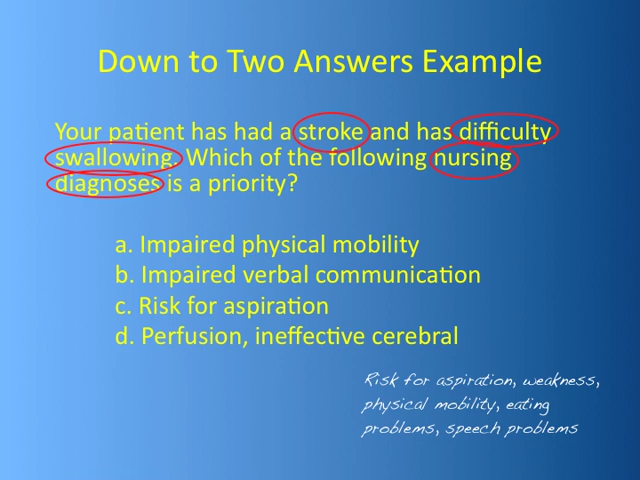 Down to Two Answers Example
Your patient has had a stroke and has difficulty
swallowing. Which of the following nursing
diagnoses is a priority?
a. Impaired physical mobility
b. Impaired verbal communication
c. Risk for aspiration
d. Perfusion, ineffective cerebral
Risk for aspiration, weakness,
physical mobility, eating
problems, speech problems